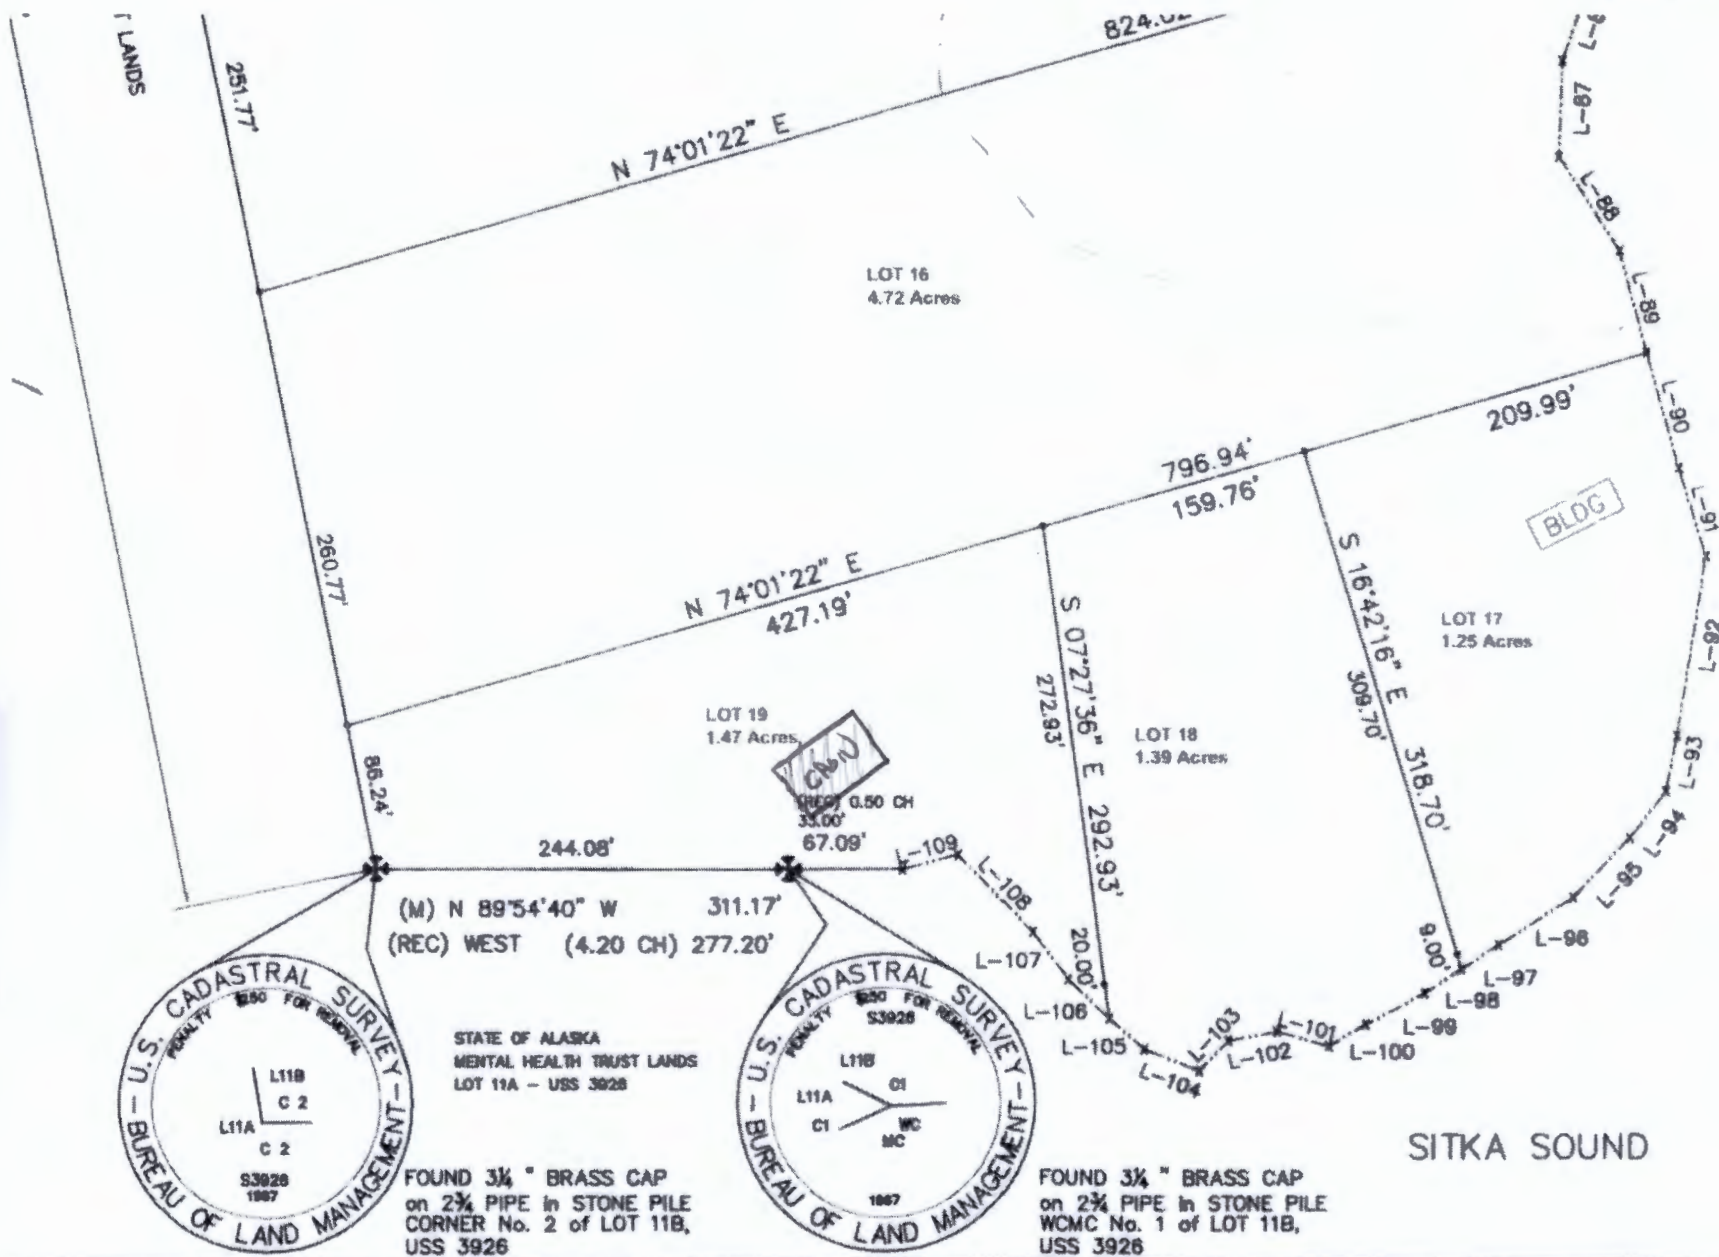 LANDS
251.77'
824.02
L-87
N 74°01'22" E
L-88
LOT 16
4.72 Acres
L-89
209.99'
L-90
796.94'
159.76'
BLDG
L-91
260.77'
N 74°01'22" E
427.19'
S 07°27'36" E 292.93'
272.93'
20.00'
S 16°42'16" E 318.70'
309.70'
9.00'
LOT 17
1.25 Acres
L-92
LOT 19
1.47 Acres
CABIN
LOT 18
1.39 Acres
L-93
86.24'
(REC) 0.50 CH
33.00'
67.09'
244.08'
L-109
L-94
L-95
(M) N 89°54'40" W 311.17'
(REC) WEST (4.20 CH) 277.20'
L-108
L-96
L-107
L-97
L-106
L-98
L-99
L-105
L-103
L-101
L-102
L-100
L-104
U.S. CADASTRAL SURVEY
BUREAU OF LAND MANAGEMENT
PENALTY $250 FOR REMOVAL
L11B
C 2
L11A
C 2
S3926
1967
STATE OF ALASKA
MENTAL HEALTH TRUST LANDS
LOT 11A - USS 3926
U.S. CADASTRAL SURVEY
BUREAU OF LAND MANAGEMENT
PENALTY $250 FOR REMOVAL
S3926
L11B
C1
L11A
C1
WC
MC
1967
SITKA SOUND
FOUND 3¼ " BRASS CAP
on 2¾ PIPE in STONE PILE
CORNER No. 2 of LOT 11B,
USS 3926
FOUND 3¼ " BRASS CAP
on 2¾ PIPE in STONE PILE
WCMC No. 1 of LOT 11B,
USS 3926